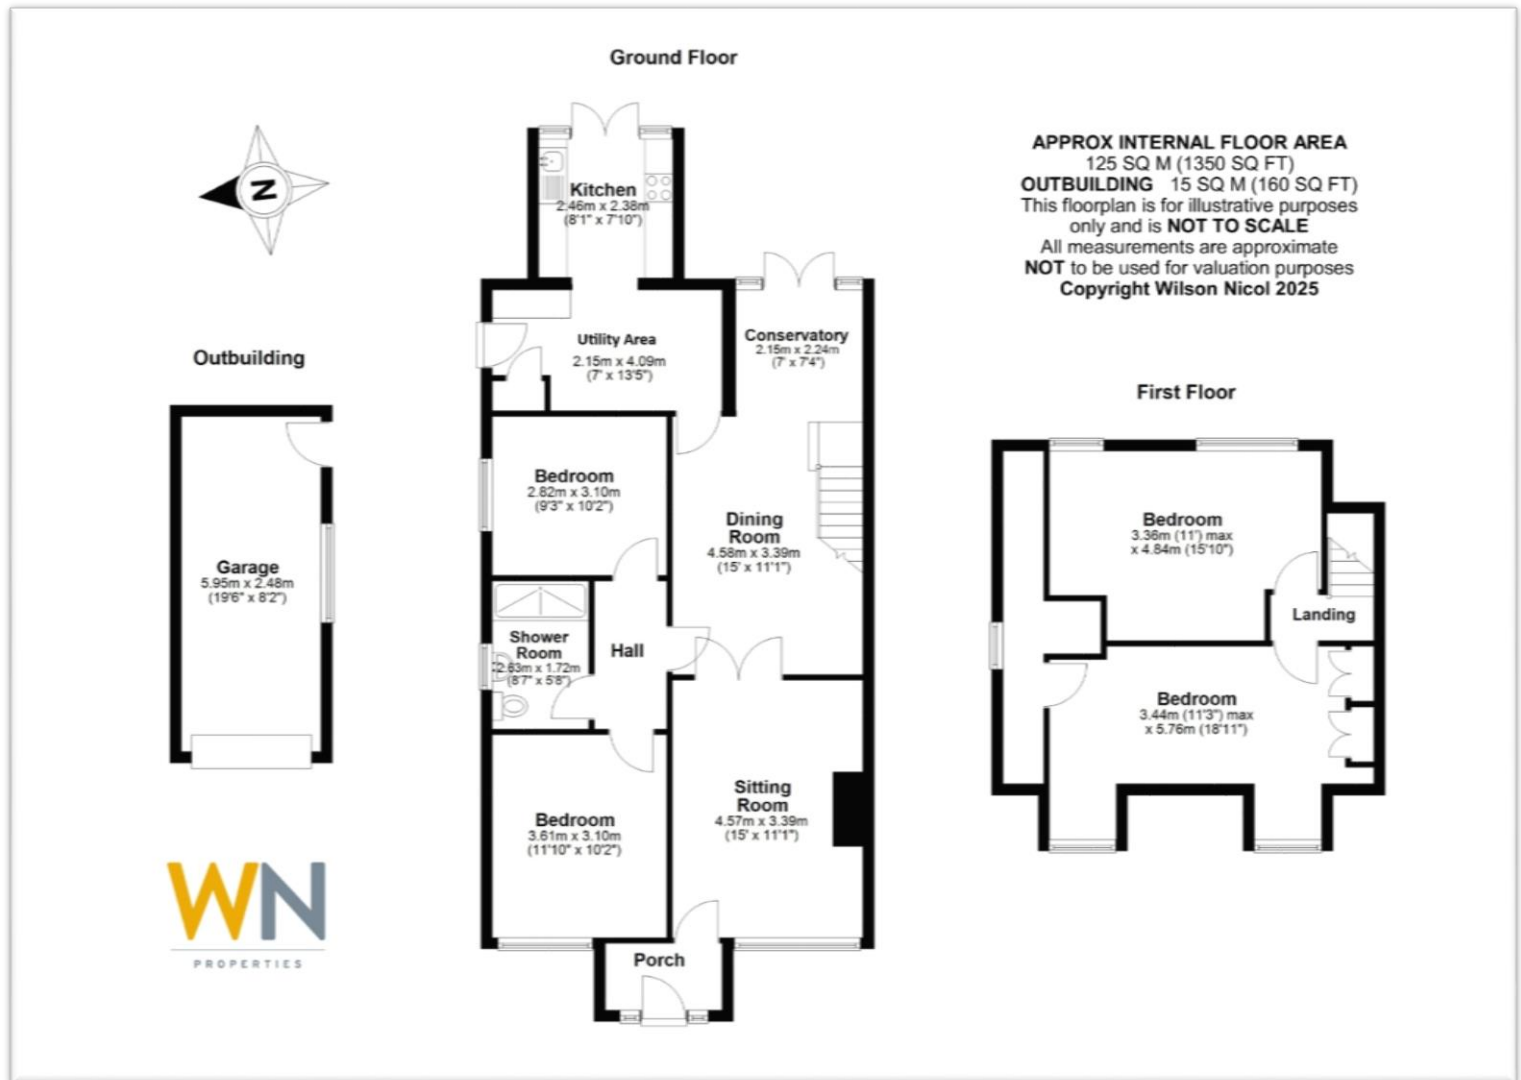 Ground Floor
N
Kitchen
2.46m x 2.38m
(8'1" x 7'10")
APPROX INTERNAL FLOOR AREA
125 SQ M (1350 SQ FT)
OUTBUILDING 15 SQ M (160 SQ FT)
This floorplan is for illustrative purposes
only and is NOT TO SCALE
All measurements are approximate
NOT to be used for valuation purposes
Copyright Wilson Nicol 2025
Utility Area
2.15m x 4.09m
(7' x 13'5")
Conservatory
2.15m x 2.24m
(7' x 7'4")
Outbuilding
Garage
5.95m x 2.48m
(19'6" x 8'2")
Bedroom
2.82m x 3.10m
(9'3" x 10'2")
Dining
Room
4.58m x 3.39m
(15' x 11'1")
Shower
Room
2.63m x 1.72m
(8'7" x 5'8")
Hall
Bedroom
3.61m x 3.10m
(11'10" x 10'2")
Sitting
Room
4.57m x 3.39m
(15' x 11'1")
Porch
First Floor
Bedroom
3.36m (11') max
x 4.84m (15'10")
Landing
Bedroom
3.44m (11'3") max
x 5.76m (18'11")
WN
PROPERTIES